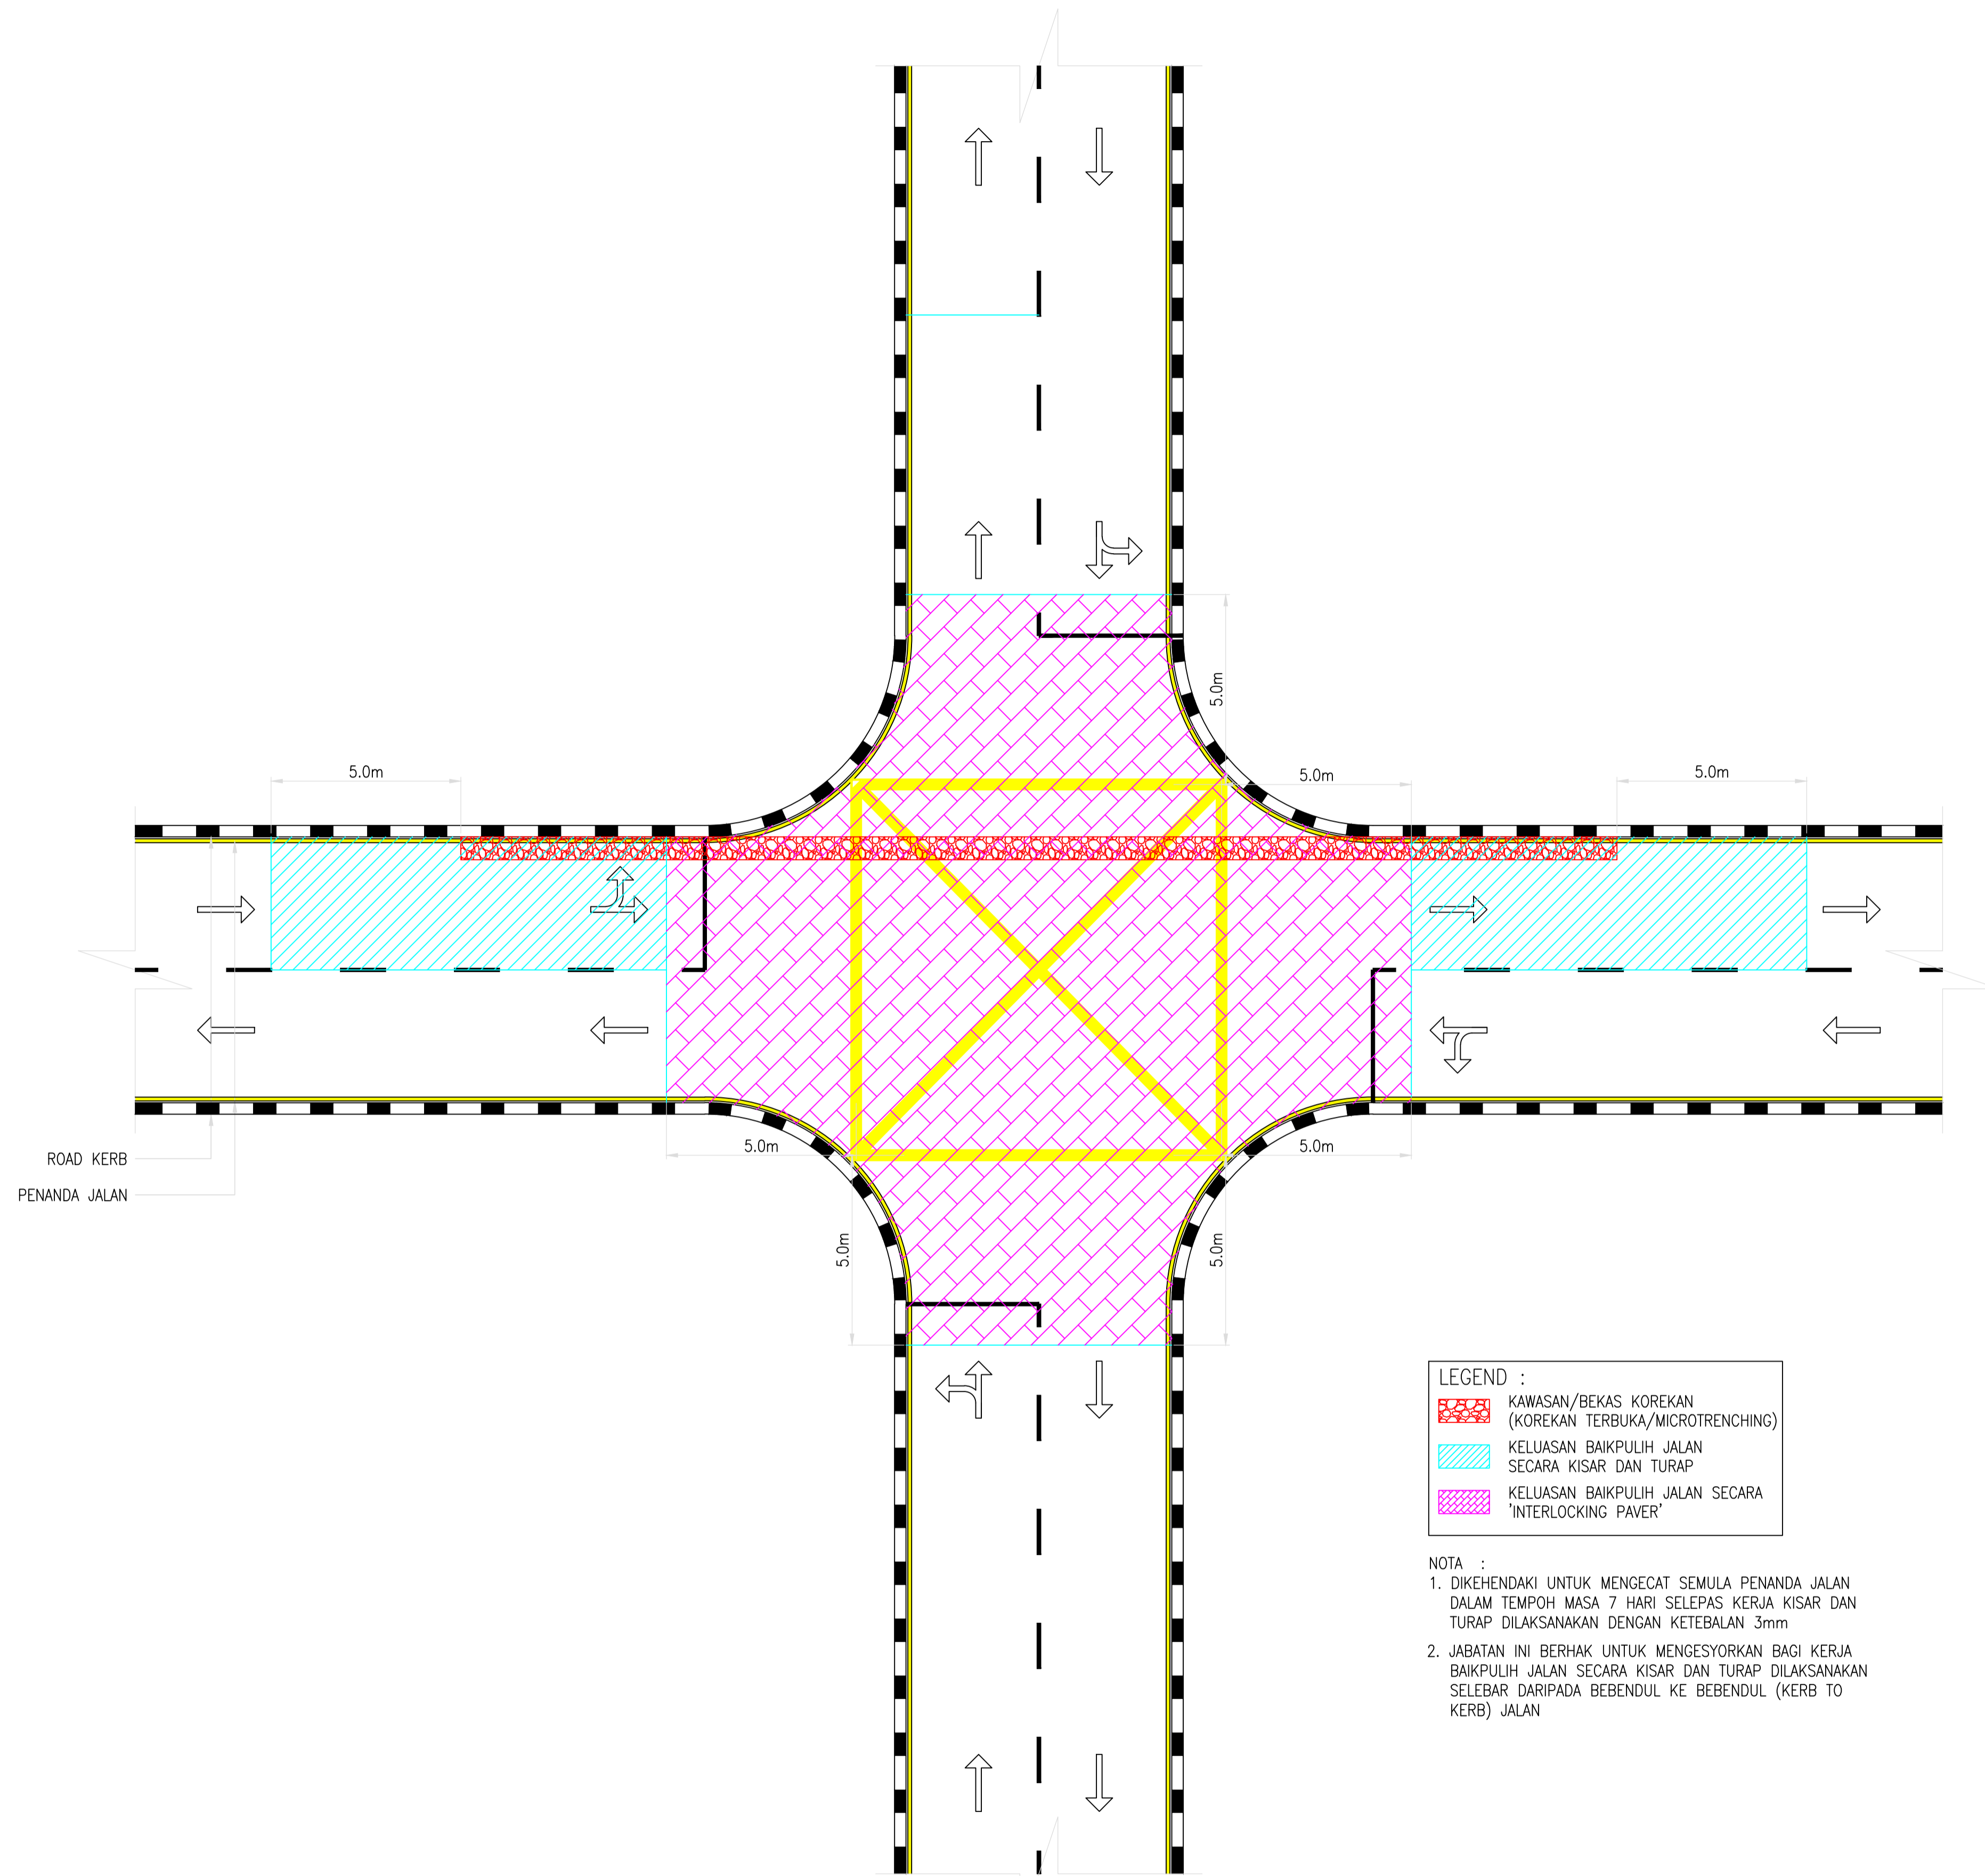 5.0m
5.0m
5.0m
5.0m
ROAD KERB
PENANDA JALAN
5.0m
5.0m
5.0m
5.0m
LEGEND :
KAWASAN/BEKAS KOREKAN
(KOREKAN TERBUKA/MICROTRENCHING)
KELUASAN BAIKPULIH JALAN
SECARA KISAR DAN TURAP
KELUASAN BAIKPULIH JALAN SECARA
'INTERLOCKING PAVER'
NOTA :
1. DIKEHENDAKI UNTUK MENGECAT SEMULA PENANDA JALAN
DALAM TEMPOH MASA 7 HARI SELEPAS KERJA KISAR DAN
TURAP DILAKSANAKAN DENGAN KETEBALAN 3mm
2. JABATAN INI BERHAK UNTUK MENGESYORKAN BAGI KERJA
BAIKPULIH JALAN SECARA KISAR DAN TURAP DILAKSANAKAN
SELEBAR DARIPADA BEBENDUL KE BEBENDUL (KERB TO
KERB) JALAN